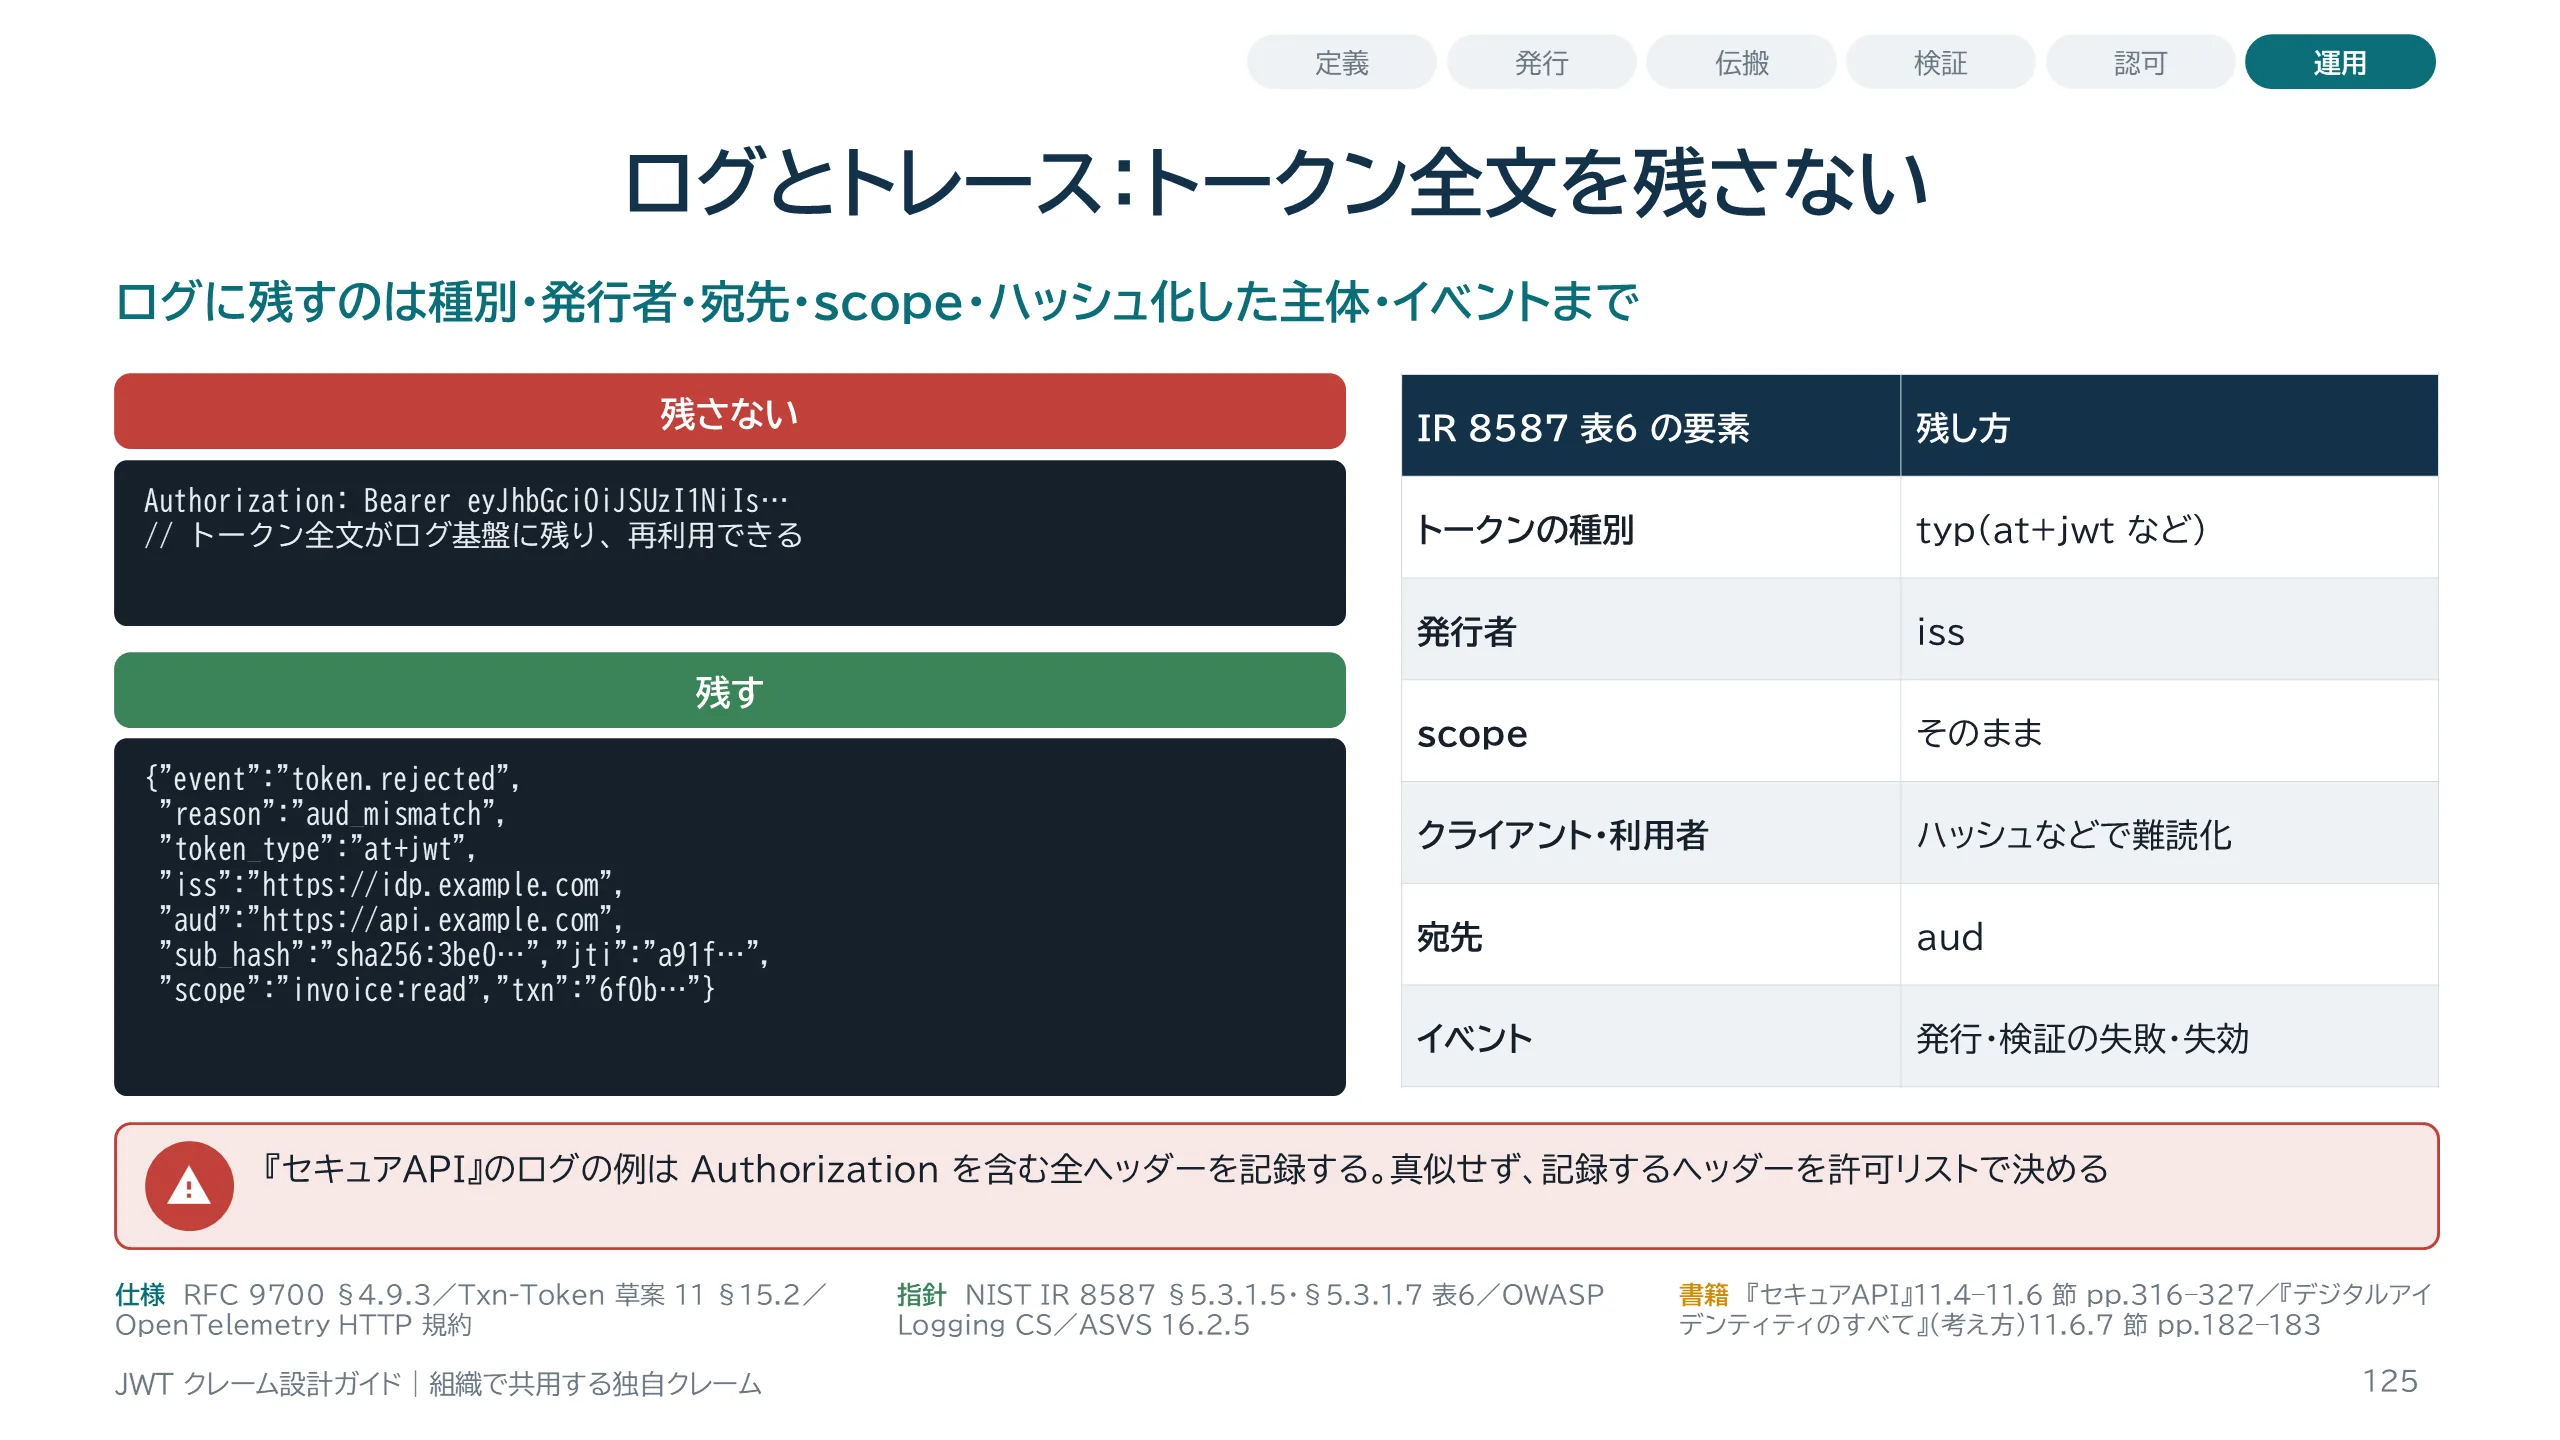 定義 発行 伝搬 検証 認可 運用
ログとトレース：トークン全文を残さない
ログに残すのは種別・発行者・宛先・scope・ハッシュ化した主体・イベントまで
残さない
Authorization: Bearer eyJhbGciOiJSUzI1NiIs…
// トークン全文がログ基盤に残り、再利用できる
残す
{"event":"token.rejected",
"reason":"aud_mismatch",
"token_type":"at+jwt",
"iss":"https://idp.example.com",
"aud":"https://api.example.com",
"sub_hash":"sha256:3be0…","jti":"a91f…",
"scope":"invoice:read","txn":"6f0b…"}
IR 8587 表6 の要素 残し方
トークンの種別 typ（at+jwt など）
発行者 iss
scope そのまま
クライアント・利用者 ハッシュなどで難読化
宛先 aud
イベント 発行・検証の失敗・失効
『セキュアAPI』のログの例は Authorization を含む全ヘッダーを記録する。真似せず、記録するヘッダーを許可リストで決める
仕様 RFC 9700 §4.9.3／Txn-Token 草案 11 §15.2／
OpenTelemetry HTTP 規約
指針 NIST IR 8587 §5.3.1.5・§5.3.1.7 表6／OWASP
Logging CS／ASVS 16.2.5
書籍 『セキュアAPI』11.4–11.6 節 pp.316–327／『デジタルアイ
デンティティのすべて』（考え方）11.6.7 節 pp.182–183
JWT クレーム設計ガイド｜組織で共用する独自クレーム
125